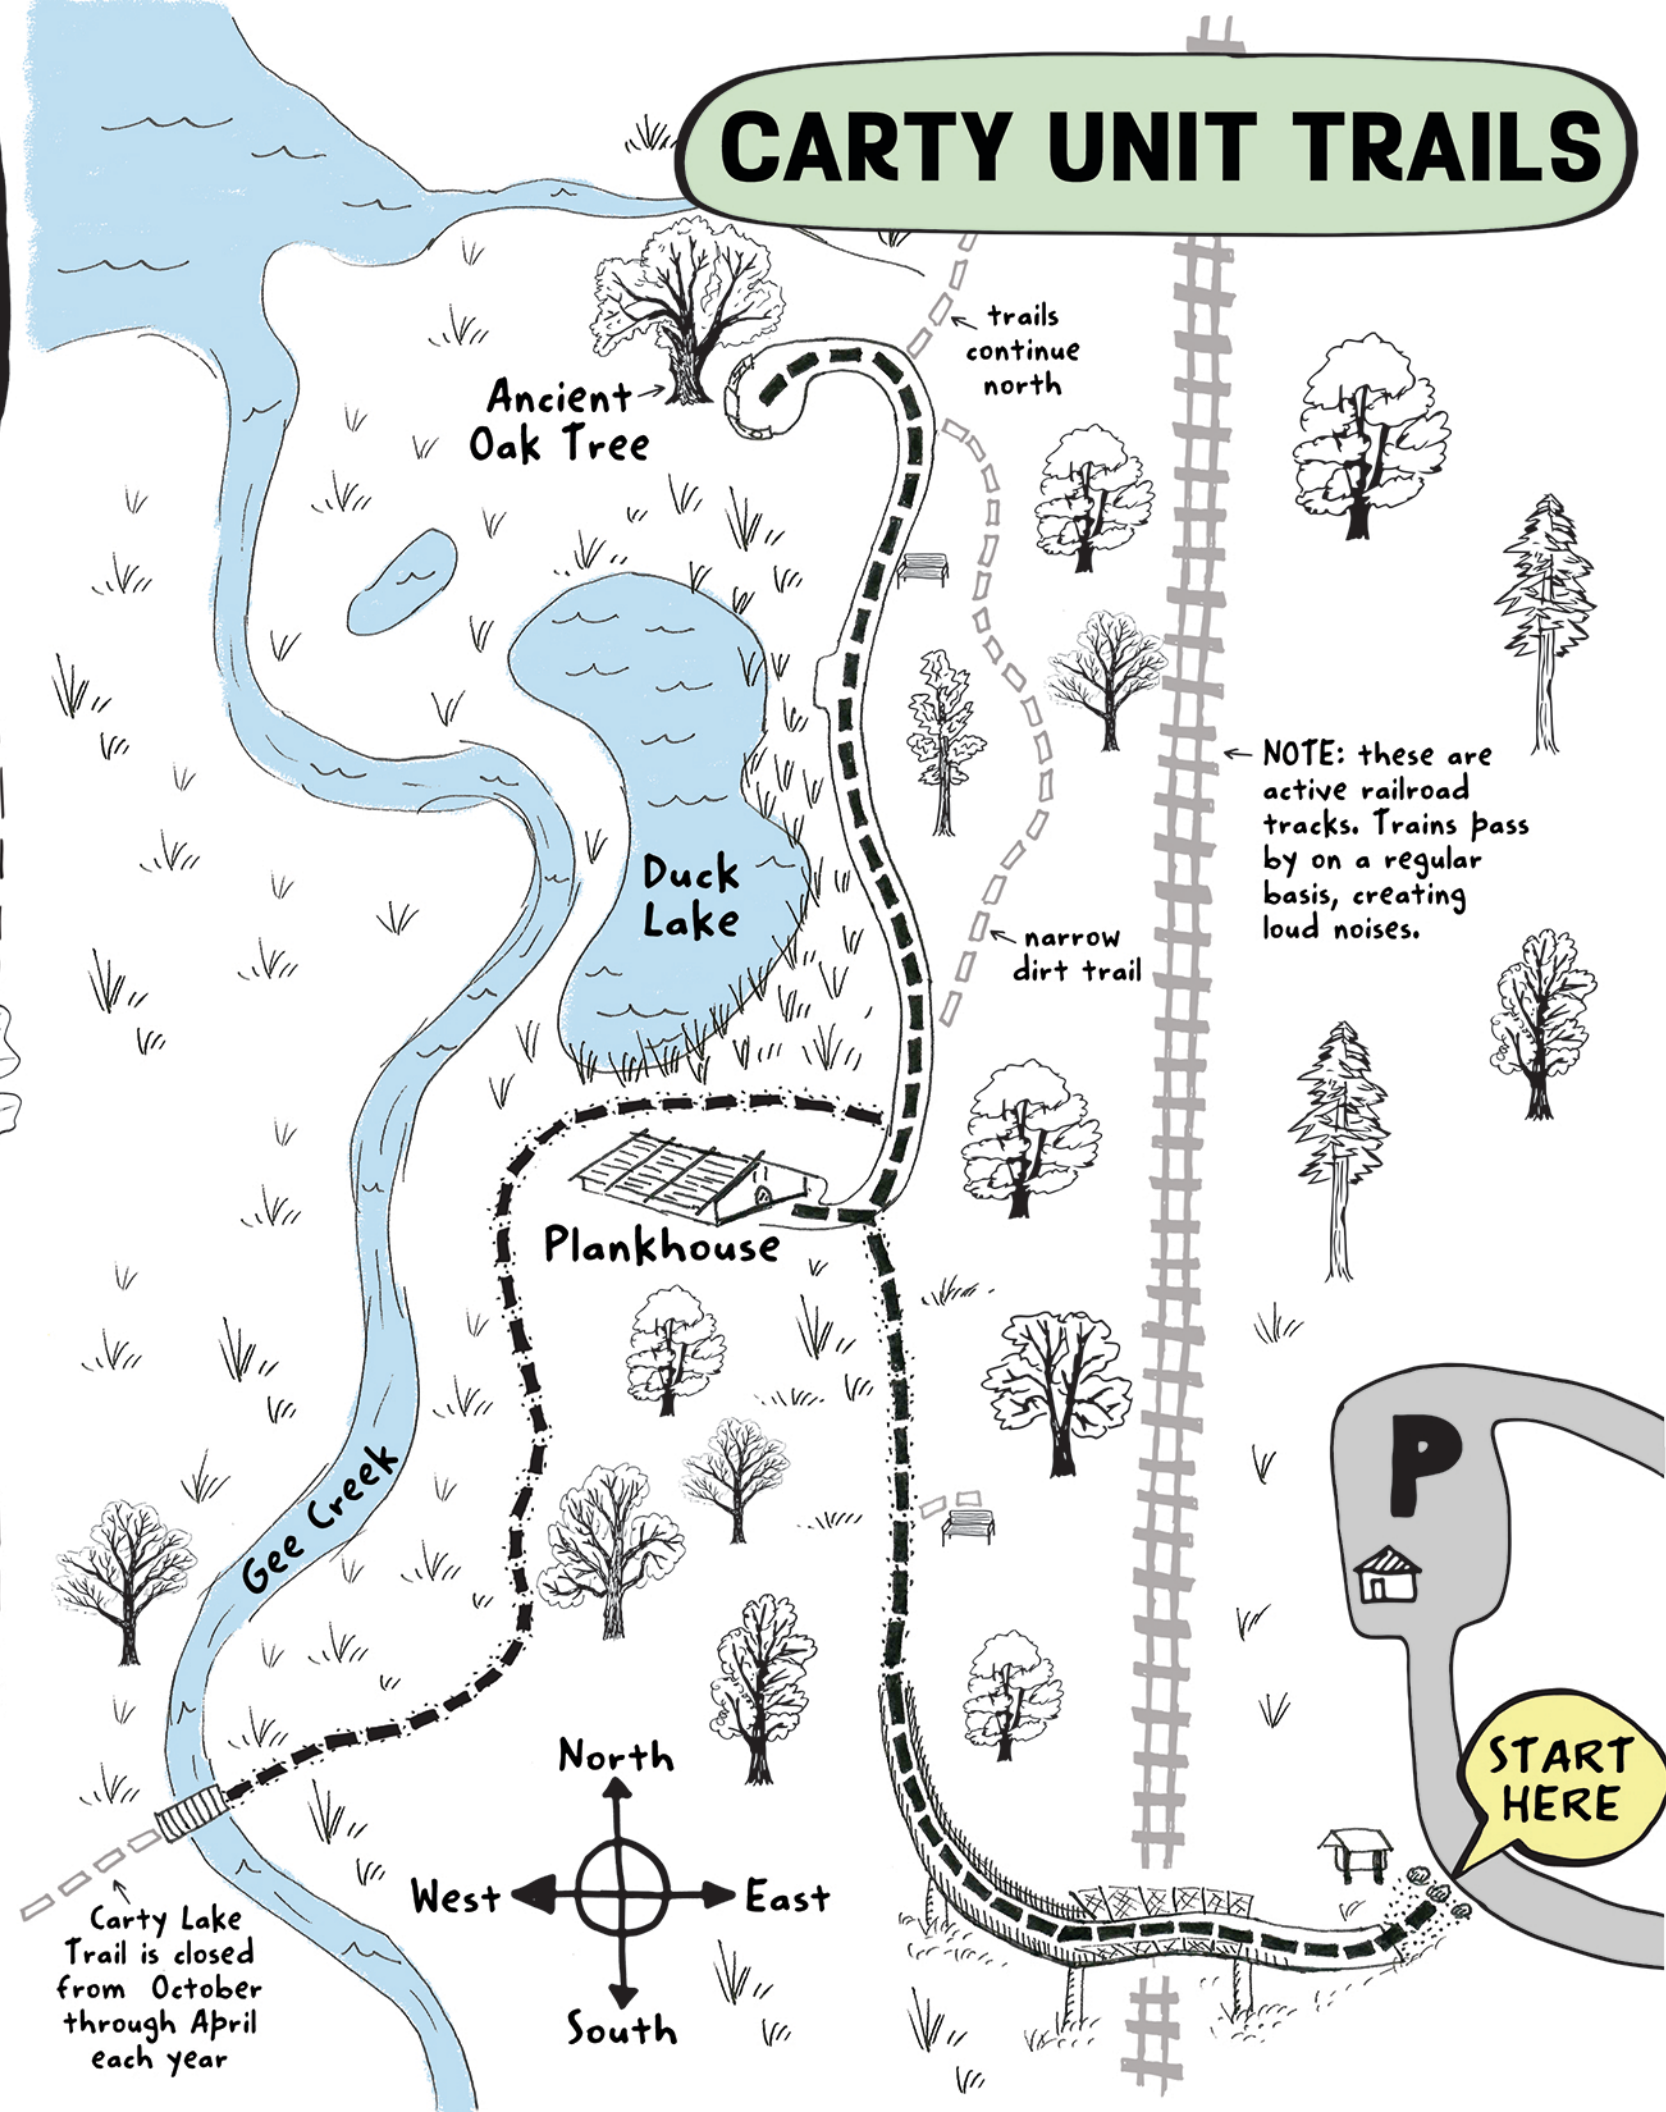 CARTY UNIT TRAILS
trails
continue
north
Ancient
Oak Tree
NOTE: these are
active railroad
tracks. Trains pass
by on a regular
basis, creating
loud noises.
Duck
Lake
narrow
dirt trail
Plankhouse
P
Gee Creek
START
HERE
North
West
East
South
Carty Lake
Trail is closed
from October
through April
each year